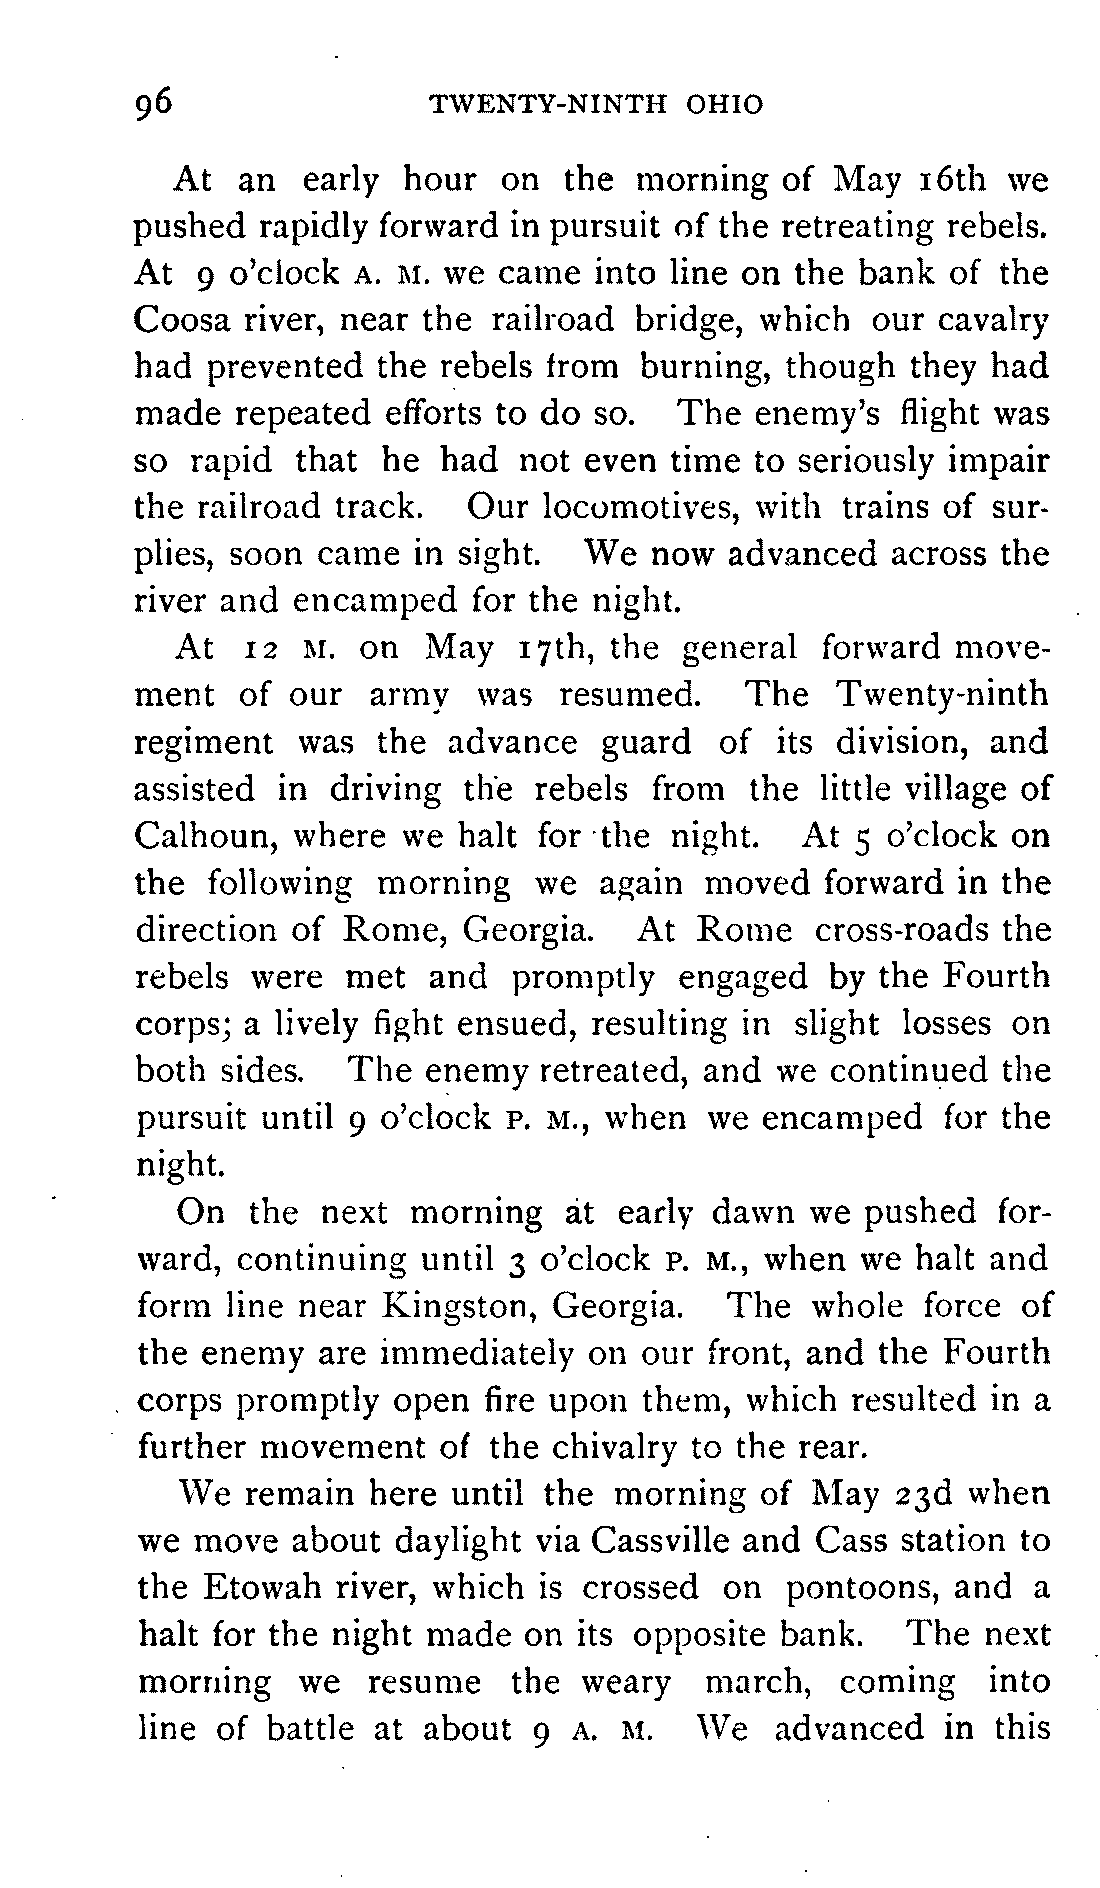 96 TWENTY-NINTH OHIO
At an early hour on the morning of May 16th we
pushed rapidly forward in pursuit of the retreating rebels.
At 9 o'clock A. M. we came into line on the bank of the
Coosa river, near the railroad bridge, which our cavalry
had prevented the rebels from burning, though they had
made repeated efforts to do so. The enemy's flight was
so rapid that he had not even time to seriously impair
the railroad track. Our locomotives, with trains of sur-
plies, soon came in sight. We now advanced across the
river and encamped for the night.
At 12 M. on May 17th, the general forward move-
ment of our army was resumed. The Twenty-ninth
regiment was the advance guard of its division, and
assisted in driving the rebels from the little village of
Calhoun, where we halt for the night. At 5 o'clock on
the following morning we again moved forward in the
direction of Rome, Georgia. At Rome cross-roads the
rebels were met and promptly engaged by the Fourth
corps; a lively fight ensued, resulting in slight losses on
both sides. The enemy retreated, and we continued the
pursuit until 9 o'clock P. M., when we encamped for the
night.
On the next morning at early dawn we pushed for-
ward, continuing until 3 o'clock P. M., when we halt and
form line near Kingston, Georgia. The whole force of
the enemy are immediately on our front, and the Fourth
corps promptly open fire upon them, which resulted in a
further movement of the chivalry to the rear.
We remain here until the morning of May 23d when
we move about daylight via Cassville and Cass station to
the Etowah river, which is crossed on pontoons, and a
halt for the night made on its opposite bank. The next
morning we resume the weary march, coming into
line of battle at about 9 A. M. We advanced in this